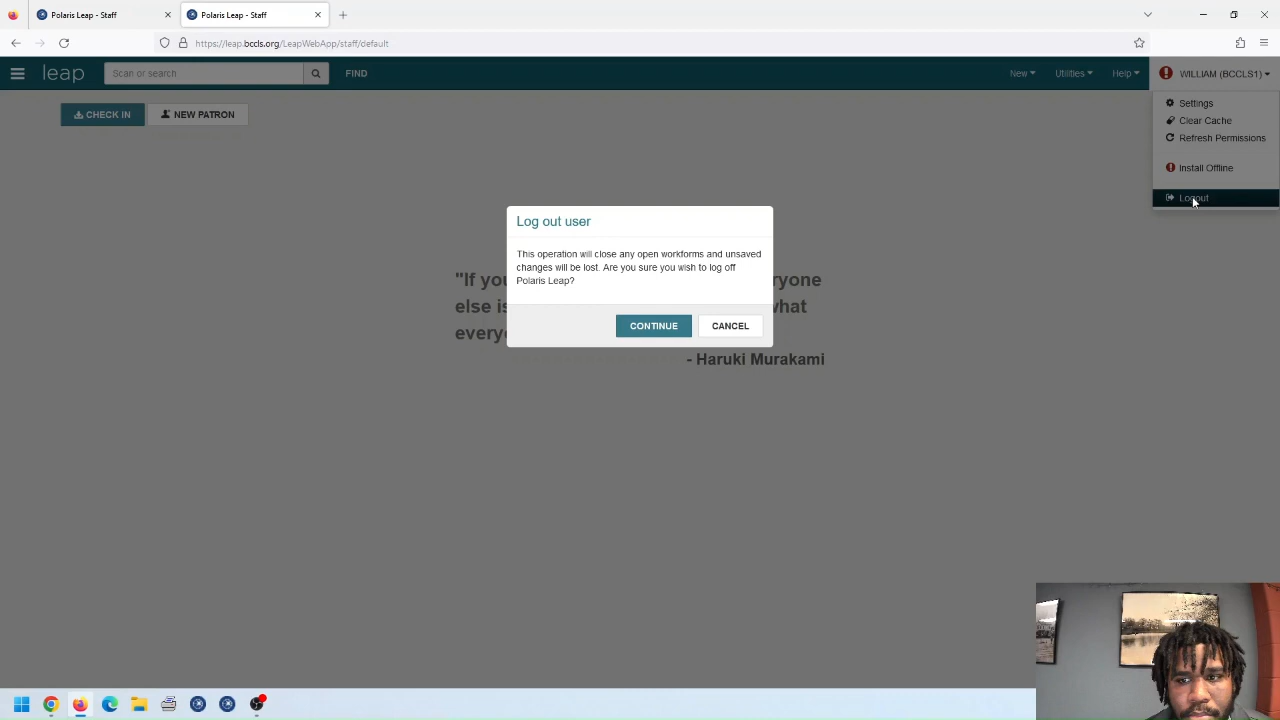 Polaris Leap - Staff
Polaris Leap - Staff
https://leap.bccls.org/LeapWebApp/staff/default
leap
Scan or search
FIND
New
Utilities
Help
WILLIAM (BCCLS1)
CHECK IN
NEW PATRON
Settings
Clear Cache
Refresh Permissions
Install Offline
Logout
Log out user
This operation will close any open workforms and unsaved
changes will be lost. Are you sure you wish to log off
Polaris Leap?
CONTINUE
CANCEL
"If you
else is
what
- Haruki Murakami